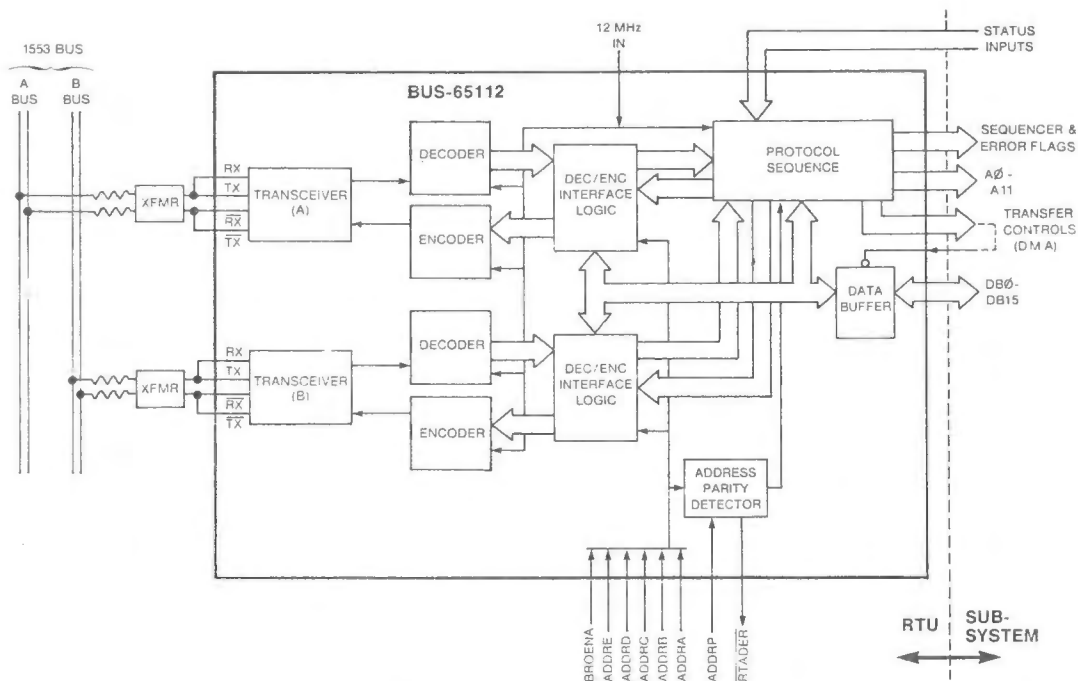 12 MHz
IN
STATUS
INPUTS
1553 BUS
A
BUS
B
BUS
BUS-65112
DECODER
ENCODER
DEC/ENC
INTERFACE
LOGIC
PROTOCOL
SEQUENCE
SEQUENCER &
ERROR FLAGS
AØ -
A11
TRANSFER
CONTROLS
(DMA)
RX
TX
RX
TX
XFMR
TRANSCEIVER
(A)
DATA
BUFFER
DBØ-
DB15
DECODER
ENCODER
DEC/ENC
INTERFACE
LOGIC
RX
TX
RX
TX
XFMR
TRANSCEIVER
(B)
ADDRESS
PARITY
DETECTOR
BROENA
ADDRE
ADDRD
ADDRC
ADDRB
ADDRA
ADDRP
RTADER
RTU
SUB-
SYSTEM